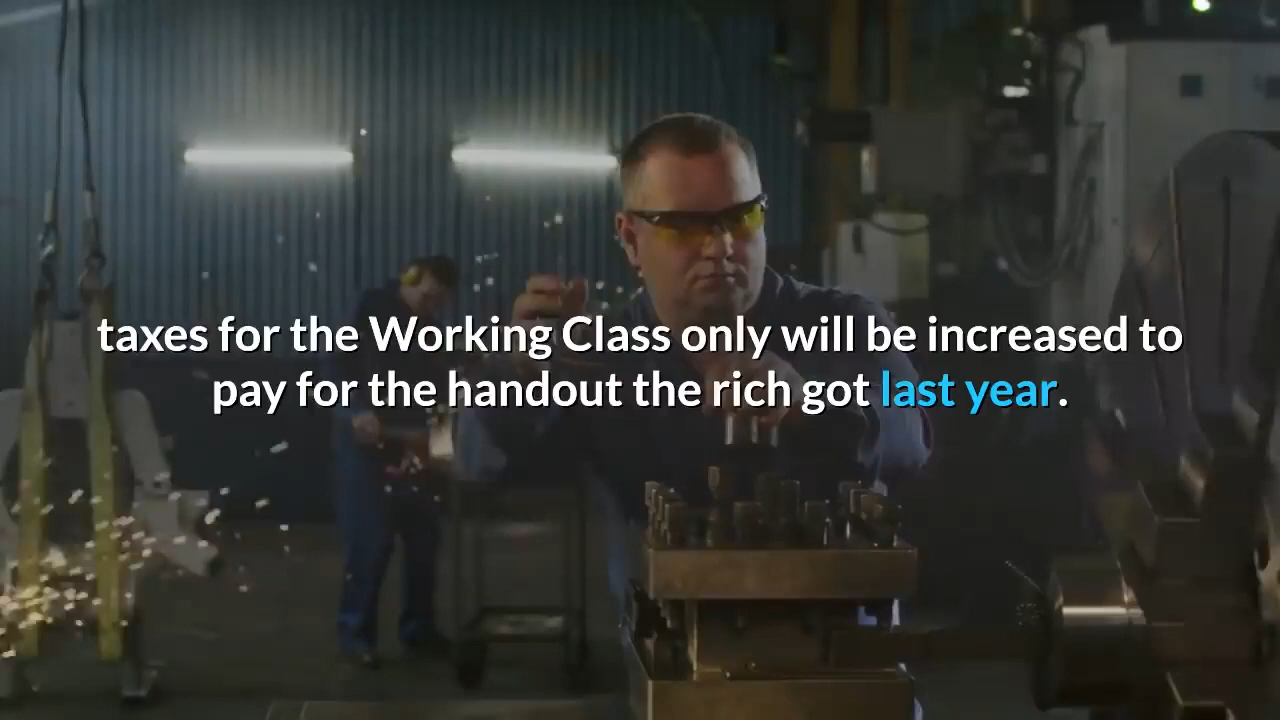 taxes for the Working Class only will be increased to
pay for the handout the rich got last year.